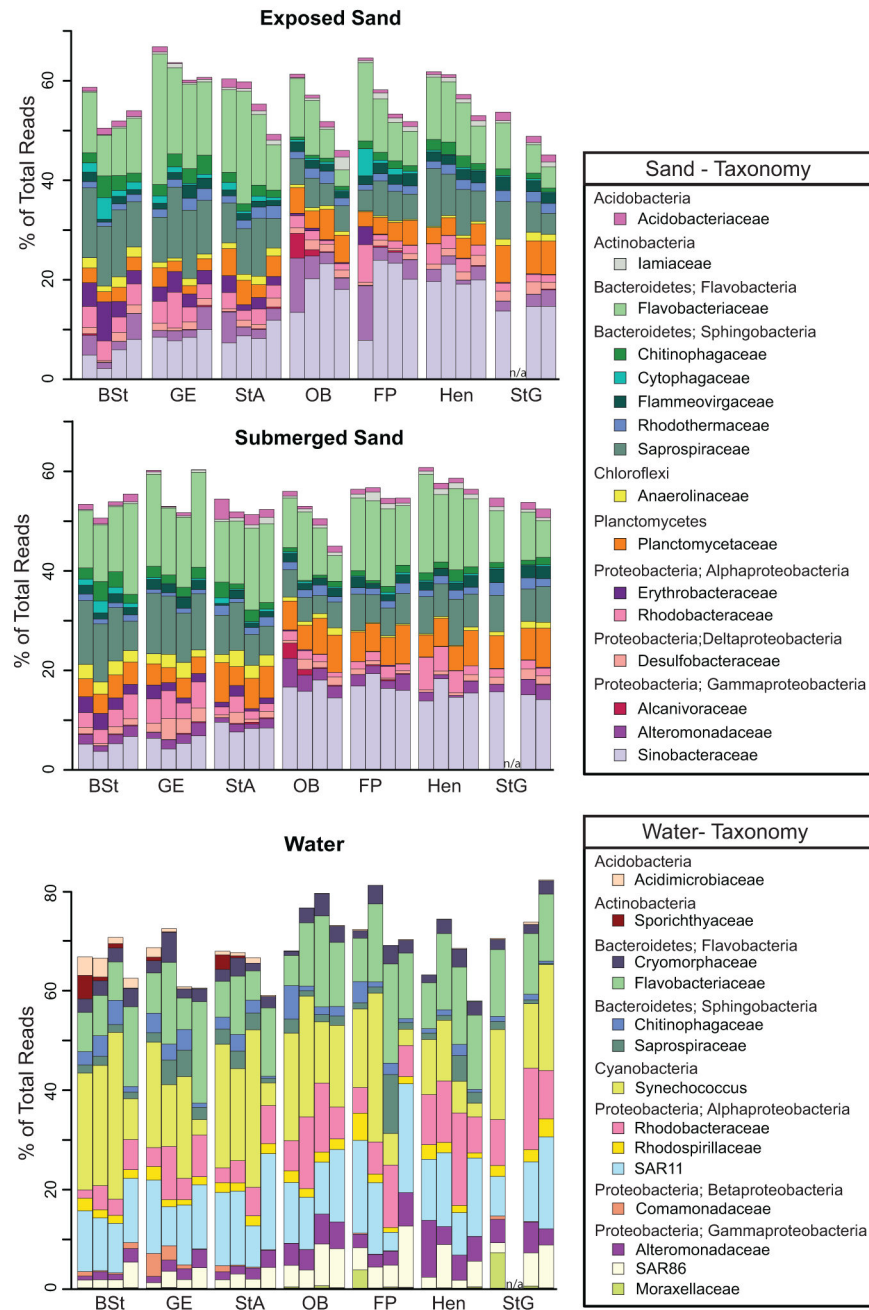 Exposed Sand
% of Total Reads
60
40
20
0
BSt GE StA OB FP Hen StG
n/a
Submerged Sand
% of Total Reads
60
40
20
0
BSt GE StA OB FP Hen StG
n/a
Sand - Taxonomy
Acidobacteria
Acidobacteriaceae
Actinobacteria
Iamiaceae
Bacteroidetes; Flavobacteria
Flavobacteriaceae
Bacteroidetes; Sphingobacteria
Chitinophagaceae
Cytophagaceae
Flammeovirgaceae
Rhodothermaceae
Saprospiraceae
Chloroflexi
Anaerolinaceae
Planctomycetes
Planctomycetaceae
Proteobacteria; Alphaproteobacteria
Erythrobacteraceae
Rhodobacteraceae
Proteobacteria;Deltaproteobacteria
Desulfobacteraceae
Proteobacteria; Gammaproteobacteria
Alcanivoraceae
Alteromonadaceae
Sinobacteraceae
Water
% of Total Reads
80
60
40
20
0
BSt GE StA OB FP Hen StG
n/a
Water- Taxonomy
Acidobacteria
Acidimicrobiaceae
Actinobacteria
Sporichthyaceae
Bacteroidetes; Flavobacteria
Cryomorphaceae
Flavobacteriaceae
Bacteroidetes; Sphingobacteria
Chitinophagaceae
Saprospiraceae
Cyanobacteria
Synechococcus
Proteobacteria; Alphaproteobacteria
Rhodobacteraceae
Rhodospirillaceae
SAR11
Proteobacteria; Betaproteobacteria
Comamonadaceae
Proteobacteria; Gammaproteobacteria
Alteromonadaceae
SAR86
Moraxellaceae